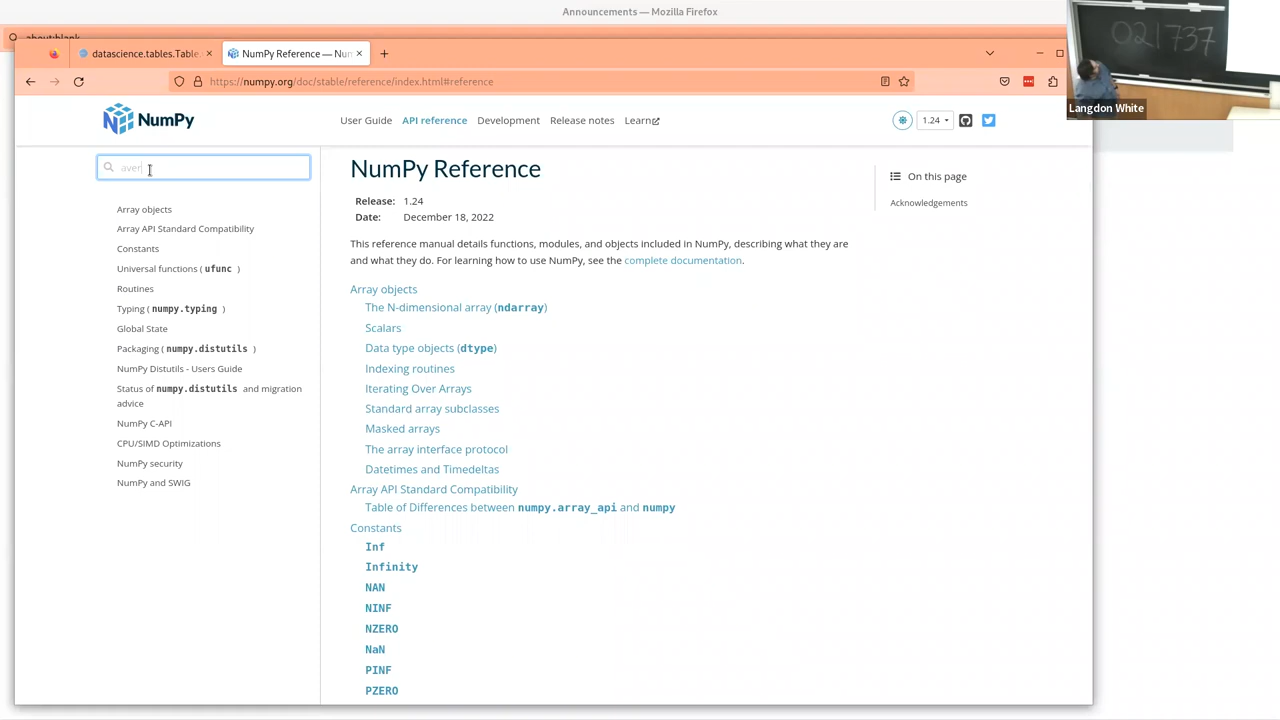 Announcements — Mozilla Firefox
about:blank
datascience.tables.Table.
NumPy Reference — Num
https://numpy.org/doc/stable/reference/index.html#reference
021737
Langdon White
NumPy
User Guide
API reference
Development
Release notes
Learn
1.24
aver
Array objects
Array API Standard Compatibility
Constants
Universal functions ( ufunc )
Routines
Typing ( numpy.typing )
Global State
Packaging ( numpy.distutils )
NumPy Distutils - Users Guide
Status of numpy.distutils and migration
advice
NumPy C-API
CPU/SIMD Optimizations
NumPy security
NumPy and SWIG
NumPy Reference
Release: 1.24
Date: December 18, 2022
This reference manual details functions, modules, and objects included in NumPy, describing what they are
and what they do. For learning how to use NumPy, see the complete documentation.
Array objects
The N-dimensional array (ndarray)
Scalars
Data type objects (dtype)
Indexing routines
Iterating Over Arrays
Standard array subclasses
Masked arrays
The array interface protocol
Datetimes and Timedeltas
Array API Standard Compatibility
Table of Differences between numpy.array_api and numpy
Constants
Inf
Infinity
NAN
NINF
NZERO
NaN
PINF
PZERO
On this page
Acknowledgements